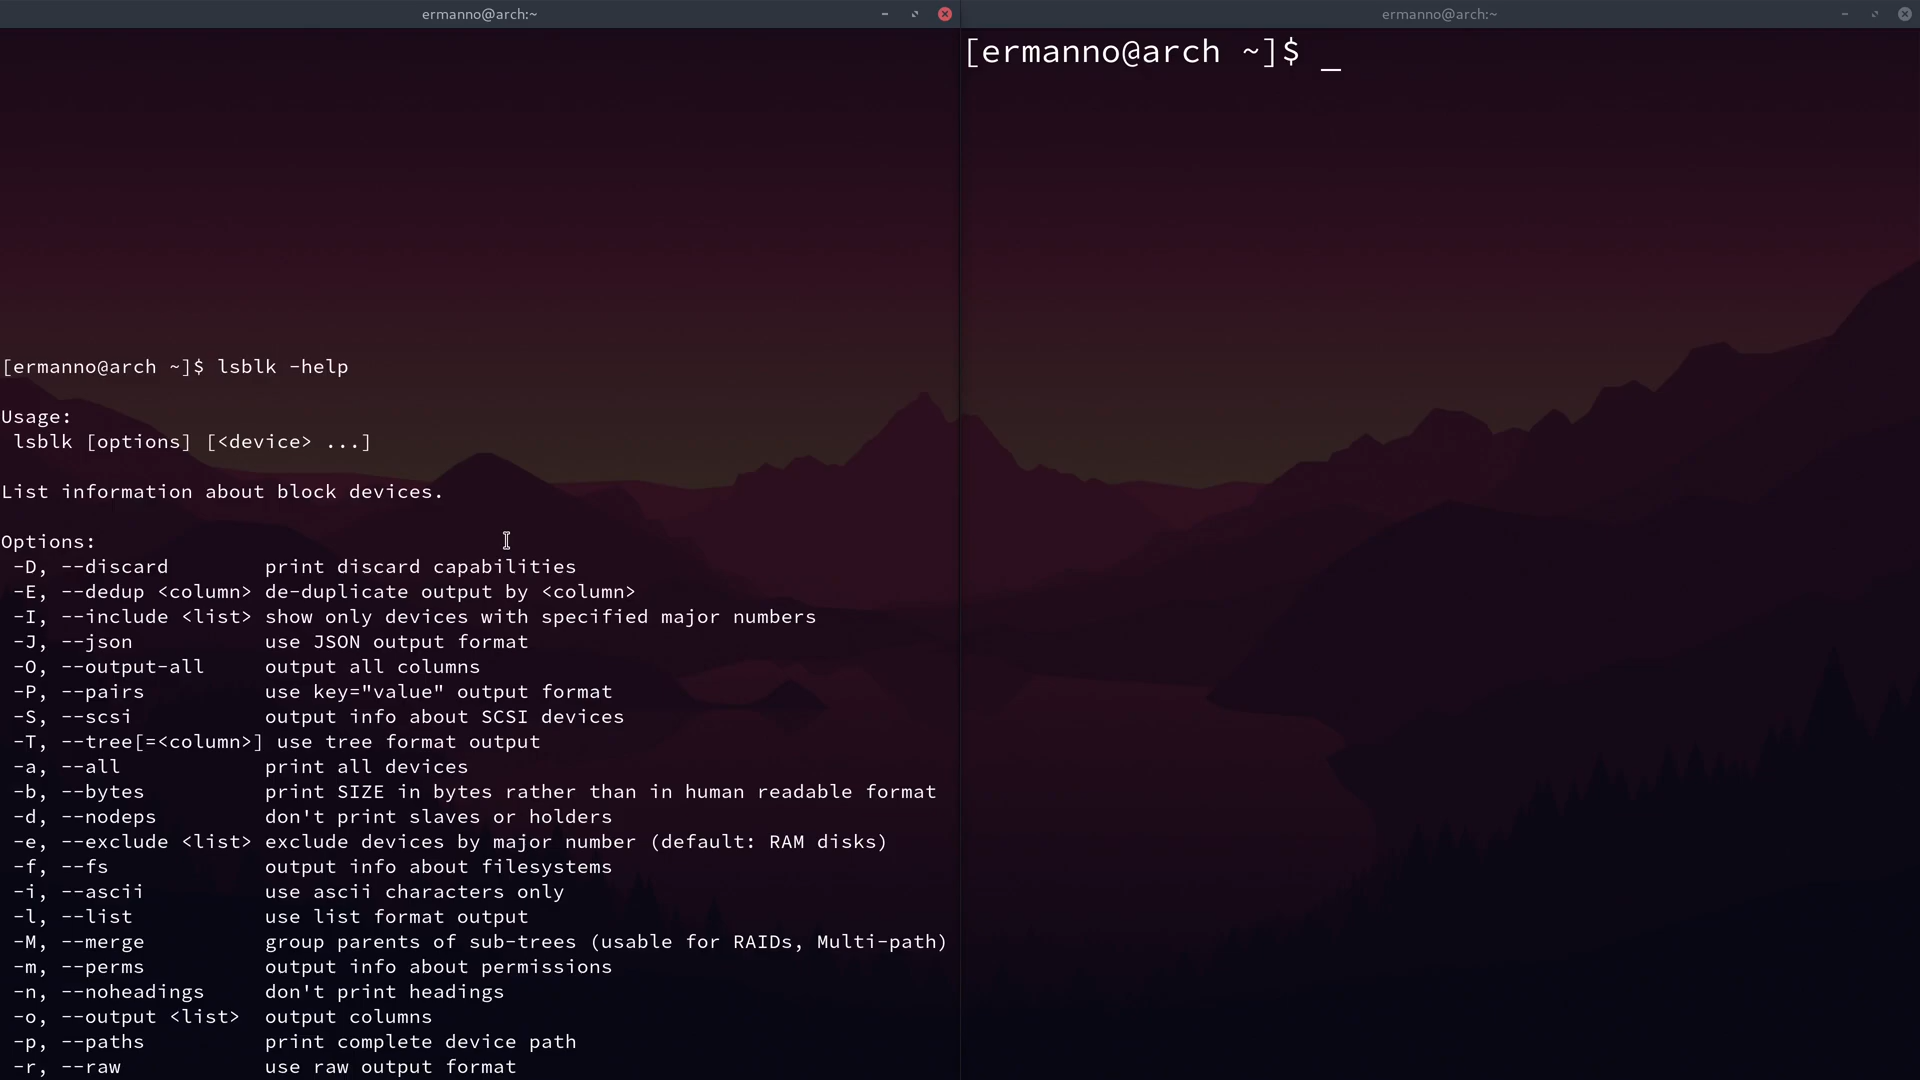 ermanno@arch:~
[ermanno@arch ~]$ lsblk -help
Usage:
 lsblk [options] [<device> ...]
List information about block devices.
Options:
 -D, --discard        print discard capabilities
 -E, --dedup <column> de-duplicate output by <column>
 -I, --include <list> show only devices with specified major numbers
 -J, --json           use JSON output format
 -O, --output-all     output all columns
 -P, --pairs          use key="value" output format
 -S, --scsi           output info about SCSI devices
 -T, --tree[=<column>] use tree format output
 -a, --all            print all devices
 -b, --bytes          print SIZE in bytes rather than in human readable format
 -d, --nodeps         don't print slaves or holders
 -e, --exclude <list> exclude devices by major number (default: RAM disks)
 -f, --fs             output info about filesystems
 -i, --ascii          use ascii characters only
 -l, --list           use list format output
 -M, --merge          group parents of sub-trees (usable for RAIDs, Multi-path)
 -m, --perms          output info about permissions
 -n, --noheadings     don't print headings
 -o, --output <list>  output columns
 -p, --paths          print complete device path
 -r, --raw            use raw output format
ermanno@arch:~
[ermanno@arch ~]$ _